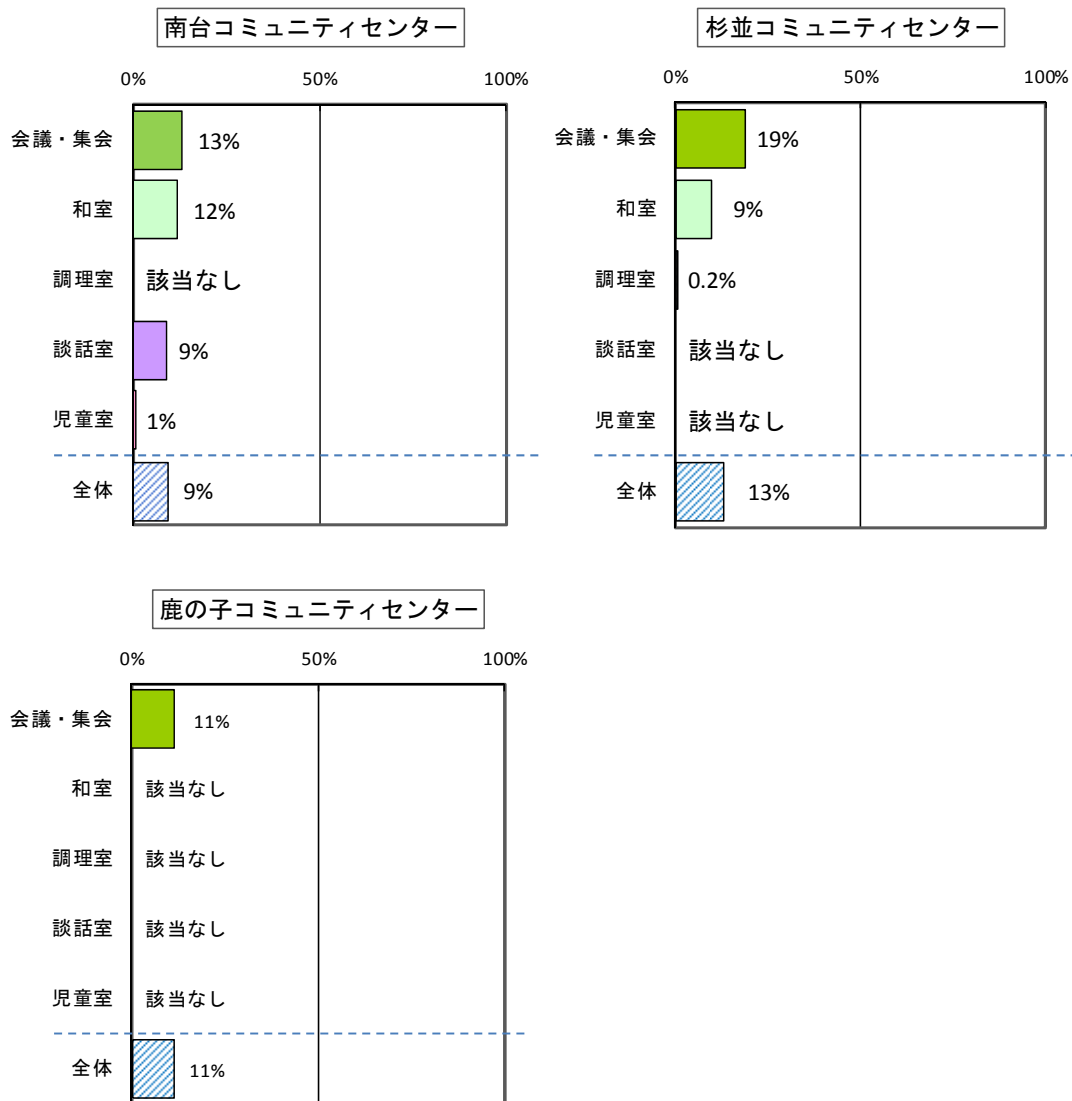 南台コミュニティセンター
0% 50% 100%
会議・集会 13%
和室 12%
調理室 該当なし
談話室 9%
児童室 1%
全体 9%
杉並コミュニティセンター
0% 50% 100%
会議・集会 19%
和室 9%
調理室 0.2%
談話室 該当なし
児童室 該当なし
全体 13%
鹿の子コミュニティセンター
0% 50% 100%
会議・集会 11%
和室 該当なし
調理室 該当なし
談話室 該当なし
児童室 該当なし
全体 11%